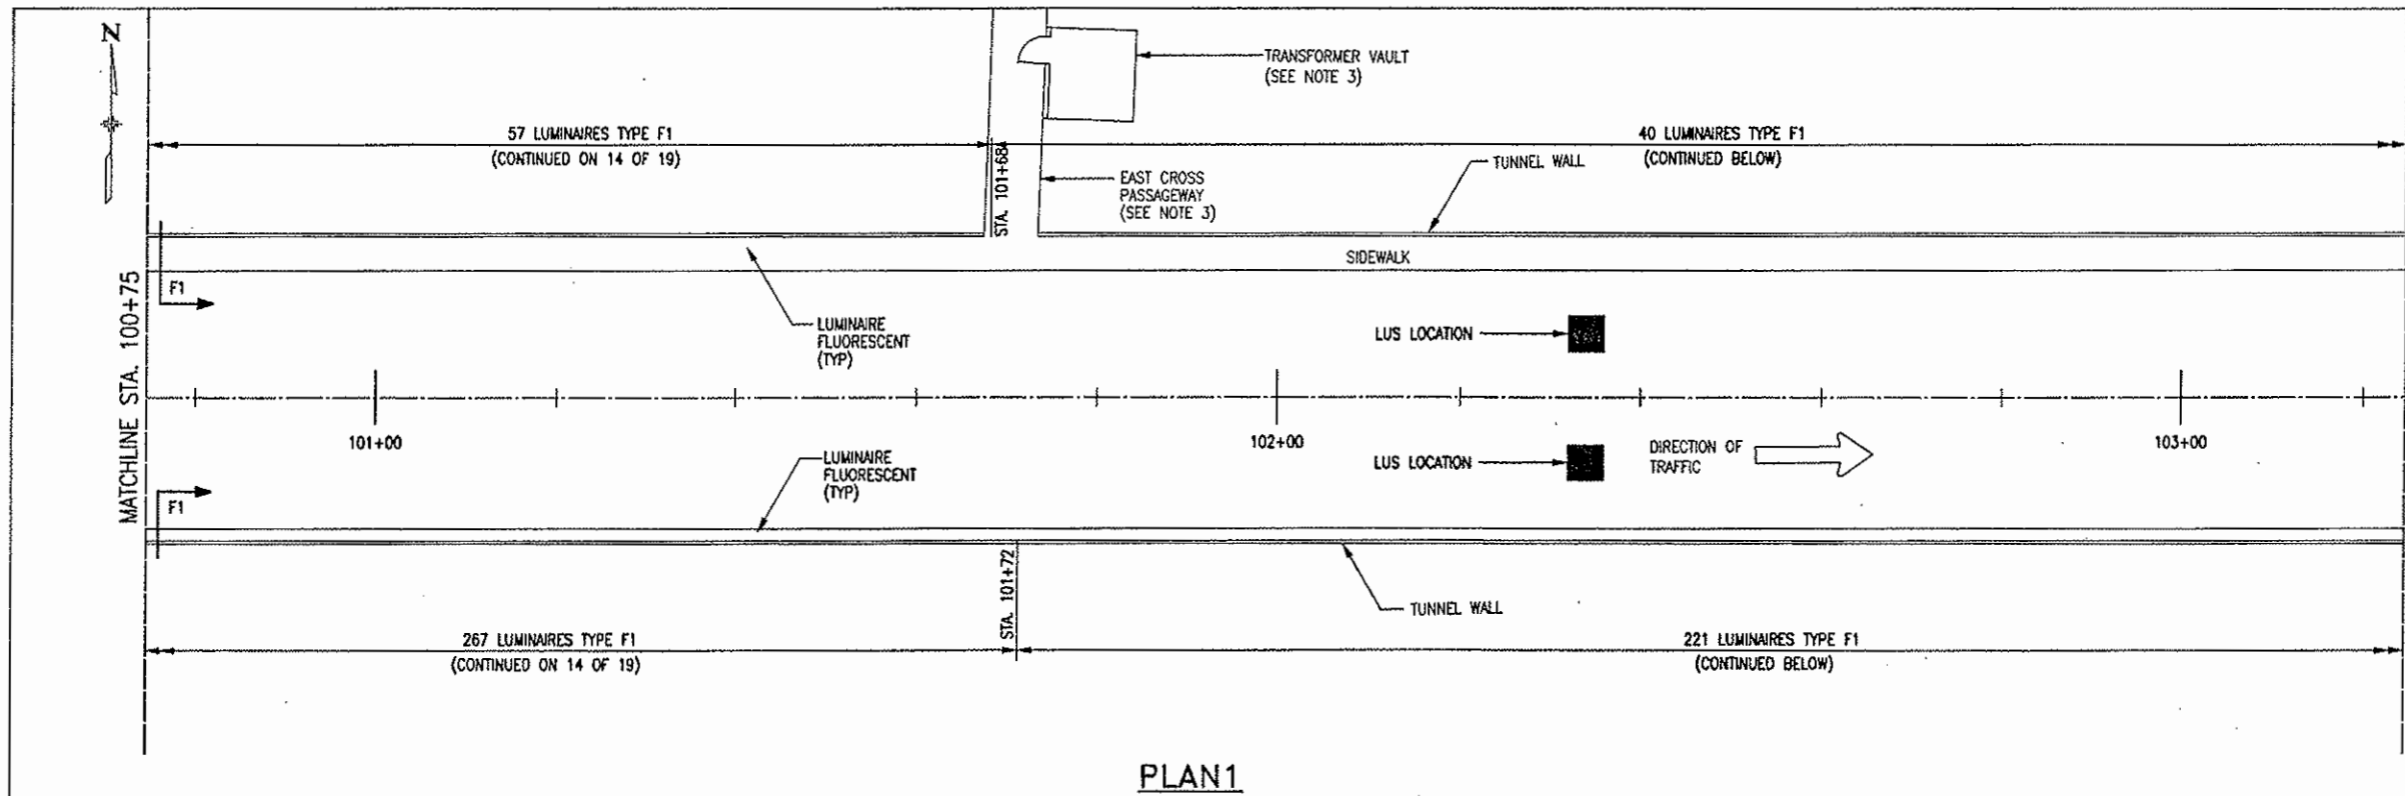 N
TRANSFORMER VAULT
(SEE NOTE 3)
57 LUMINAIRES TYPE F1
(CONTINUED ON 14 OF 19)
40 LUMINAIRES TYPE F1
(CONTINUED BELOW)
STA. 101+68
EAST CROSS
PASSAGEWAY
(SEE NOTE 3)
TUNNEL WALL
SIDEWALK
F1
MATCHLINE STA. 100+75
LUMINAIRE
FLUORESCENT
(TYP)
LUS LOCATION
101+00
102+00
103+00
LUMINAIRE
FLUORESCENT
(TYP)
LUS LOCATION
DIRECTION OF
TRAFFIC
F1
STA. 101+72
TUNNEL WALL
267 LUMINAIRES TYPE F1
(CONTINUED ON 14 OF 19)
221 LUMINAIRES TYPE F1
(CONTINUED BELOW)
PLAN1